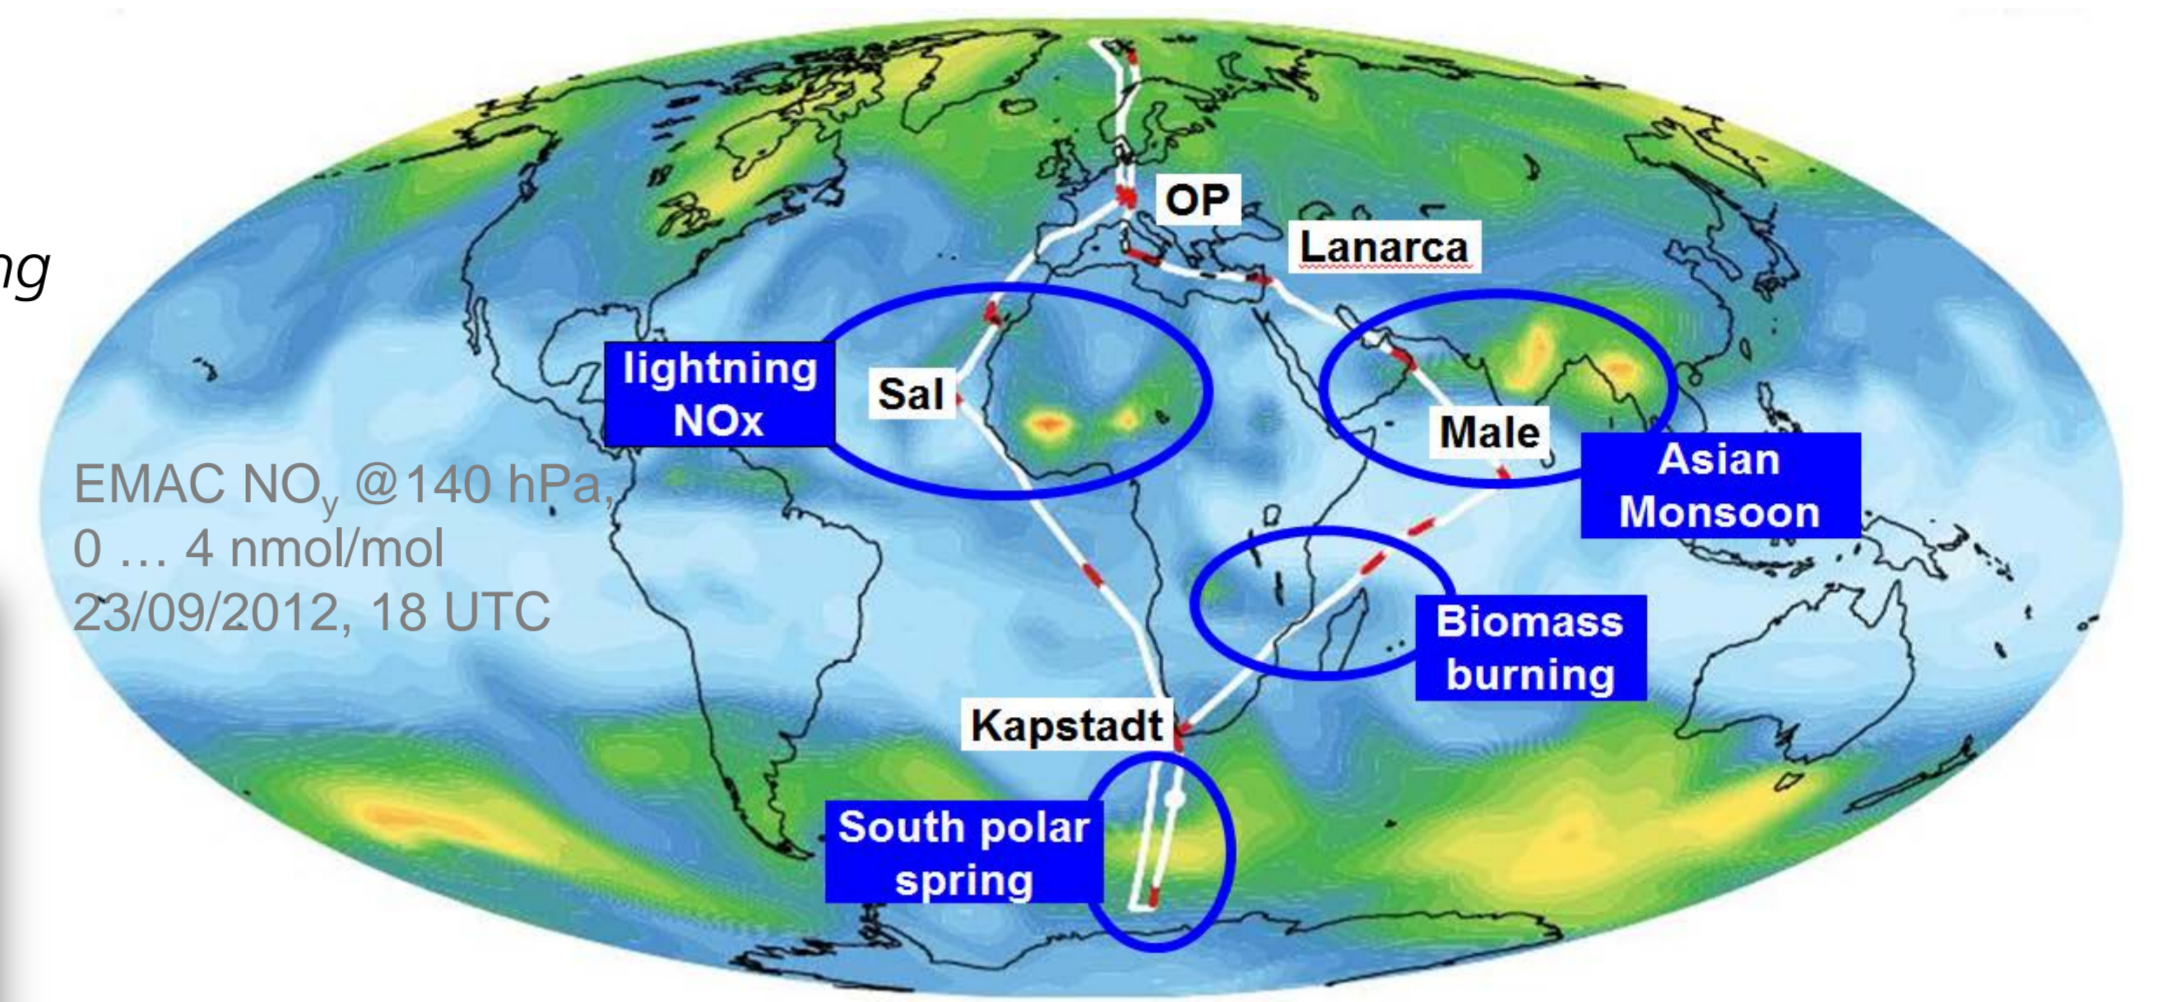 ng
OP
Lanarca
lightning
NOx
Sal
Male
Asian
Monsoon
EMAC NOy @140 hPa,
0 … 4 nmol/mol
23/09/2012, 18 UTC
Biomass
burning
Kapstadt
South polar
spring